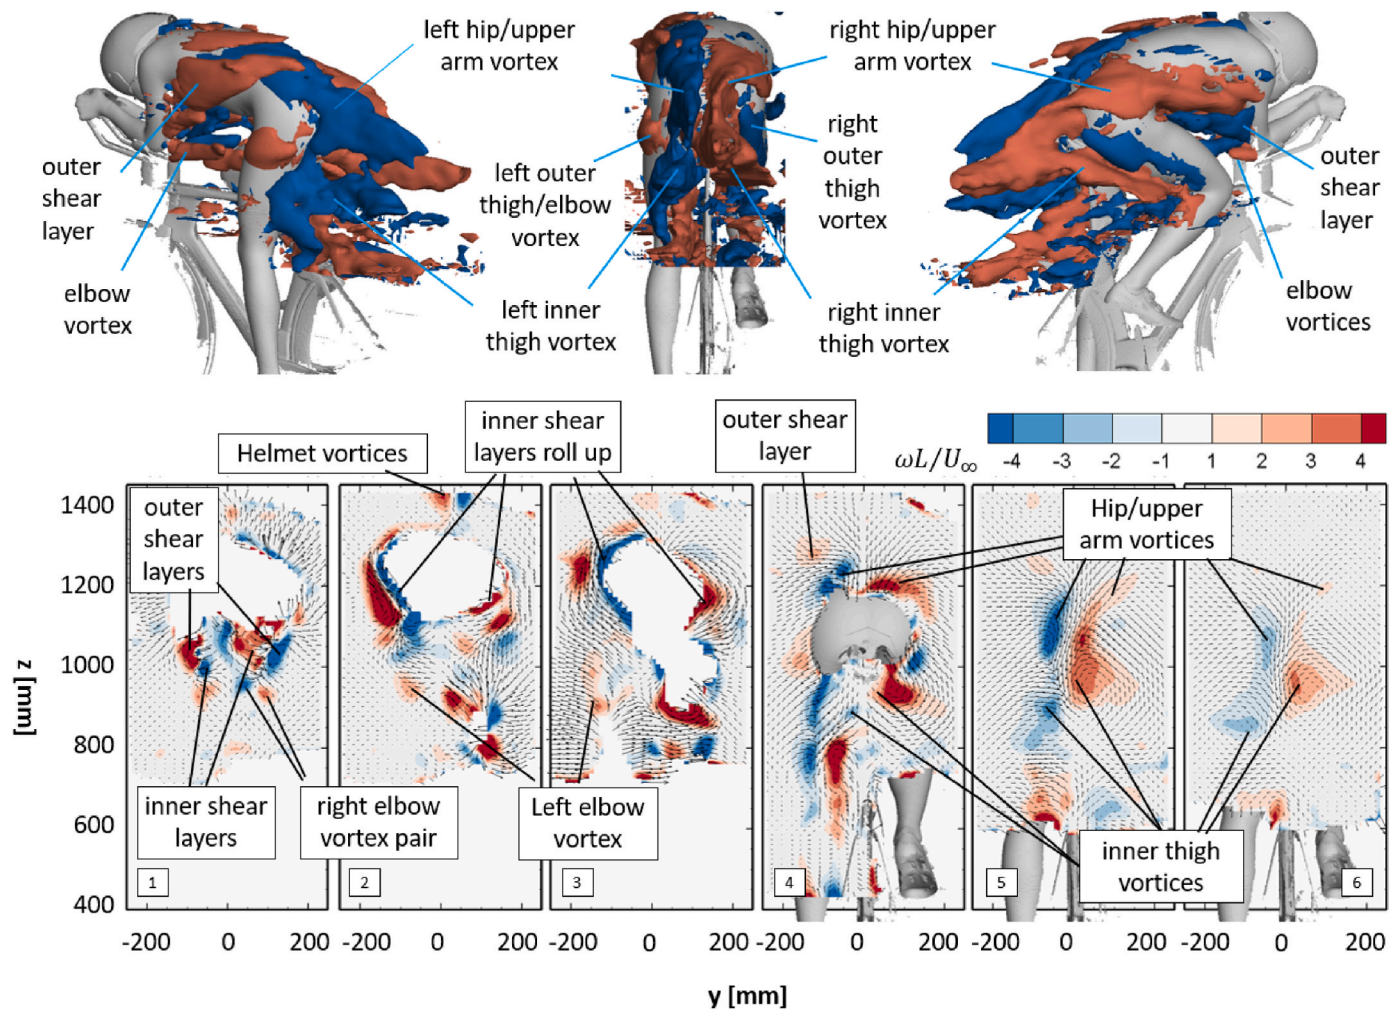 left hip/upper
arm vortex
right hip/upper
arm vortex
outer
shear
layer
left outer
thigh/elbow
vortex
right
outer
thigh
vortex
outer
shear
layer
elbow
vortex
left inner
thigh vortex
right inner
thigh vortex
elbow
vortices
Helmet vortices
inner shear
layers roll up
outer shear
layer
ωL/U∞
-4 -3 -2 -1 1 2 3 4
z [mm]
1400
1200
1000
800
600
400
outer
shear
layers
Hip/upper
arm vortices
inner shear
layers
right elbow
vortex pair
Left elbow
vortex
inner thigh
vortices
1
2
3
4
5
6
-200 0 200
-200 0 200
-200 0 200
-200 0 200
-200 0 200
-200 0 200
y [mm]